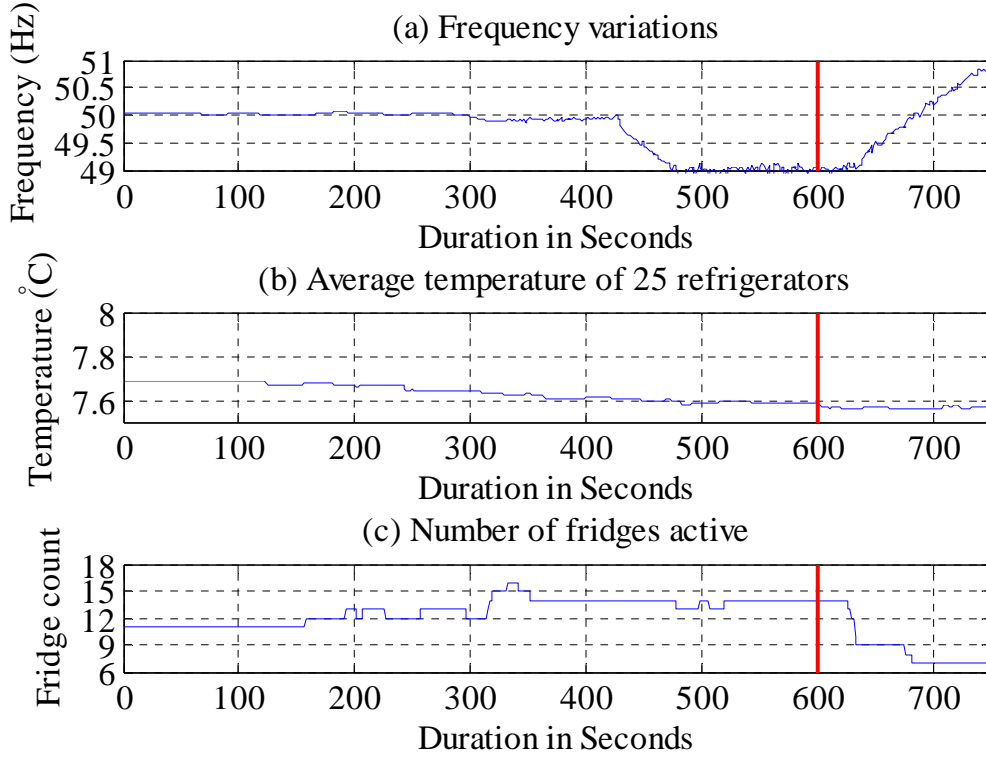 (a) Frequency variations
Frequency (Hz)
51
50.5
50
49.5
49
0 100 200 300 400 500 600 700
Duration in Seconds
(b) Average temperature of 25 refrigerators
Temperature (°C)
8
7.8
7.6
0 100 200 300 400 500 600 700
Duration in Seconds
(c) Number of fridges active
Fridge count
18
15
12
9
6
0 100 200 300 400 500 600 700
Duration in Seconds